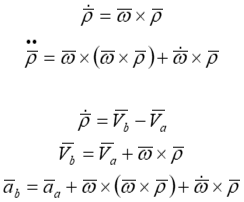 ρ̇̄ = ω̄ × ρ̄
ρ̈̄ = ω̄ × (ω̄ × ρ̄) + ω̄̇ × ρ̄
ρ̇̄ = V̄_b − V̄_a
V̄_b = V̄_a + ω̄ × ρ̄
ā_b = ā_a + ω̄ × (ω̄ × ρ̄) + ω̄̇ × ρ̄